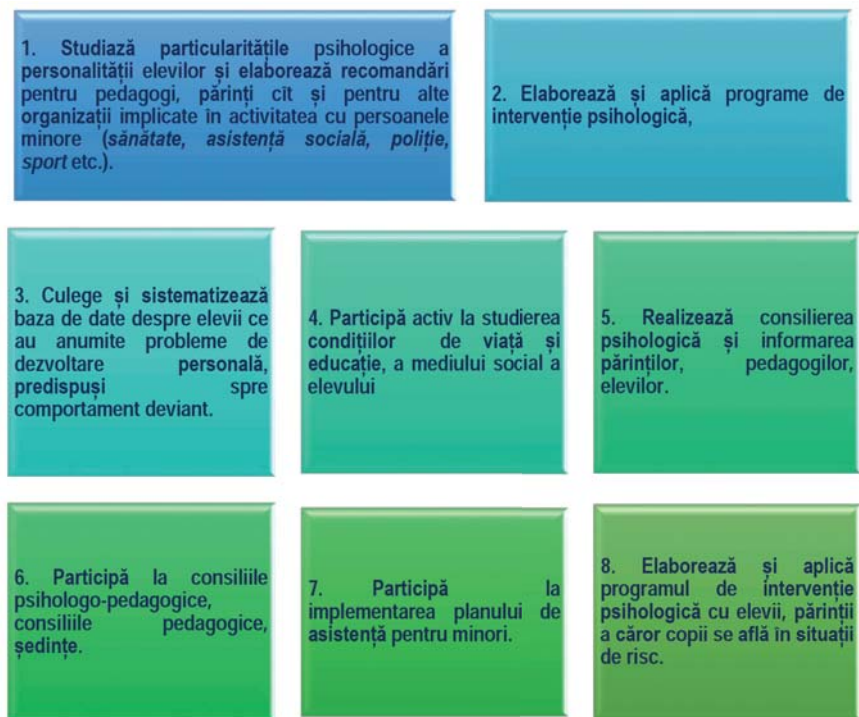 1. Studiază particularitățile psihologice a
personalității elevilor și elaborează recomandări
pentru pedagogi, părinți cît și pentru alte
organizații implicate în activitatea cu persoanele
minore (sănătate, asistență socială, poliție,
sport etc.).
2. Elaborează și aplică programe de
intervenție psihologică,
3. Culege și sistematizează
baza de date despre elevii ce
au anumite probleme de
dezvoltare personală,
predispuși spre
comportament deviant.
4. Participă activ la studierea
condițiilor de viață și
educație, a mediului social a
elevului
5. Realizează consilierea
psihologică și informarea
părinților, pedagogilor,
elevilor.
6. Participă la consiliile
psihologo-pedagogice,
consiliile pedagogice,
ședințe.
7. Participă la
implementarea planului de
asistență pentru minori.
8. Elaborează și aplică
programul de intervenție
psihologică cu elevii, părinții
a căror copii se află în situații
de risc.